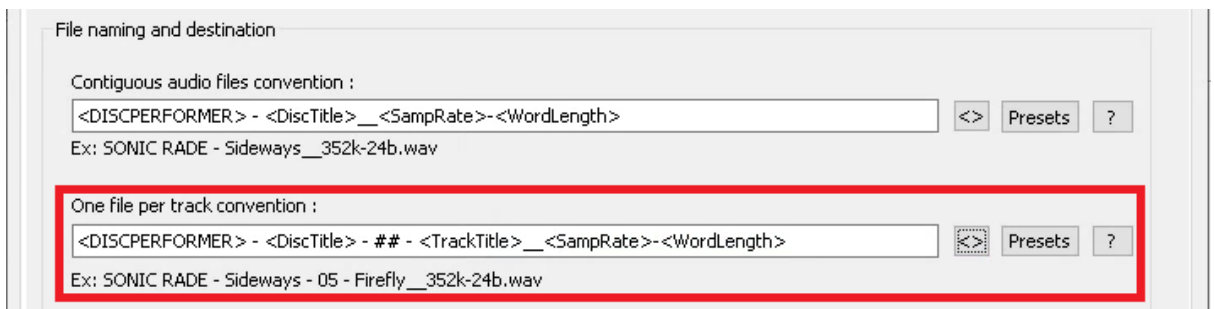 File naming and destination
Contiguous audio files convention :
<DISCPERFORMER> - <DiscTitle>__<SampRate>-<WordLength> <> Presets ?
Ex: SONIC RADE - Sideways__352k-24b.wav
One file per track convention :
<DISCPERFORMER> - <DiscTitle> - ## - <TrackTitle>__<SampRate>-<WordLength> <> Presets ?
Ex: SONIC RADE - Sideways - 05 - Firefly__352k-24b.wav